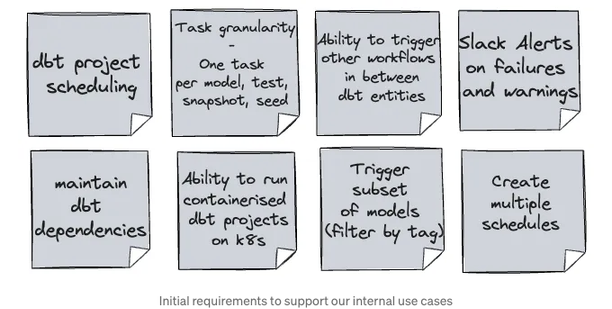 dbt project
scheduling
Task granularity
-
One task
per model, test,
snapshot, seed
Ability to trigger
other workflows
in between
dbt entities
Slack Alerts
on failures
and warnings
maintain
dbt
dependencies
Ability to run
containerised
dbt projects
on k8s
Trigger
subset
of models
(filter by tag)
Create
multiple
schedules
Initial requirements to support our internal use cases